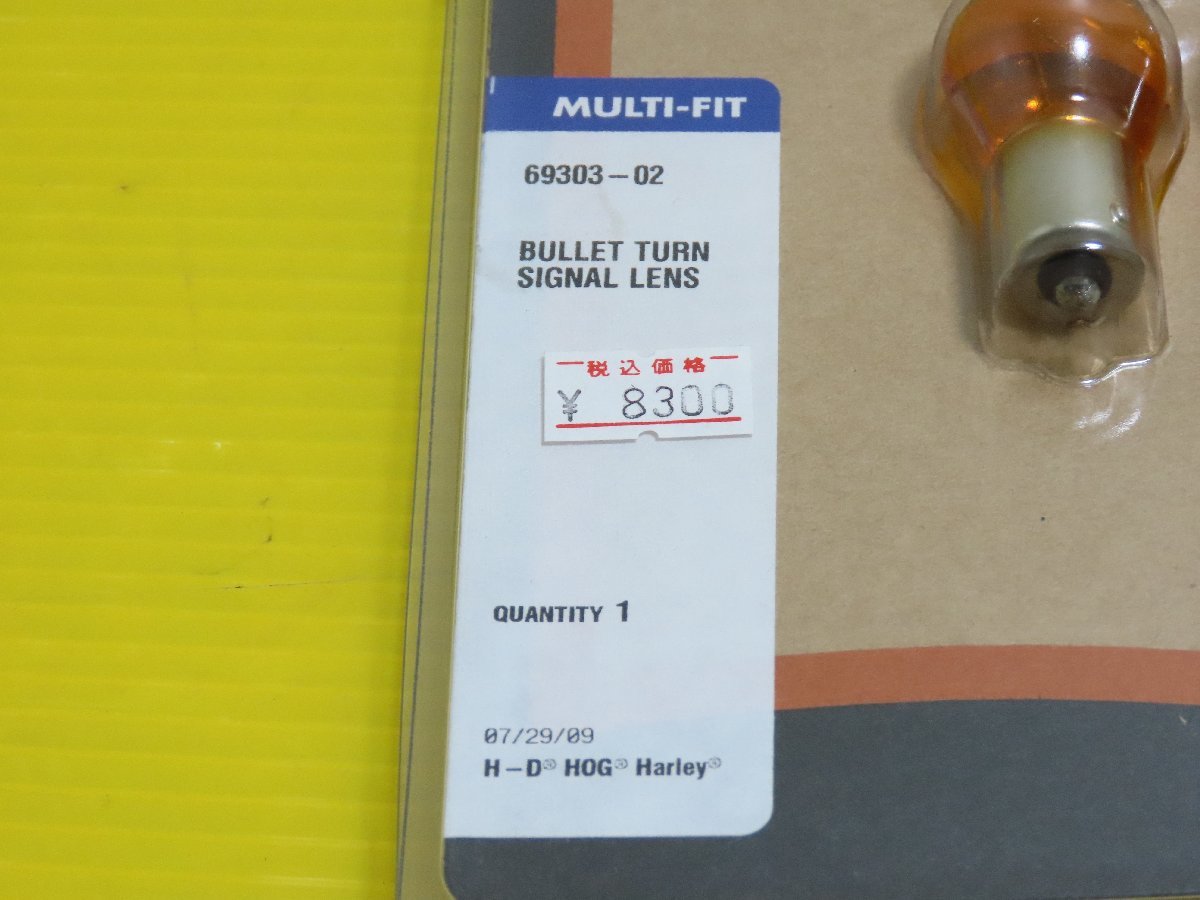 MULTI-FIT
69303-02
BULLET TURN
SIGNAL LENS
税込価格
¥ 8300
QUANTITY 1
07/29/09
H-D® HOG® Harley®